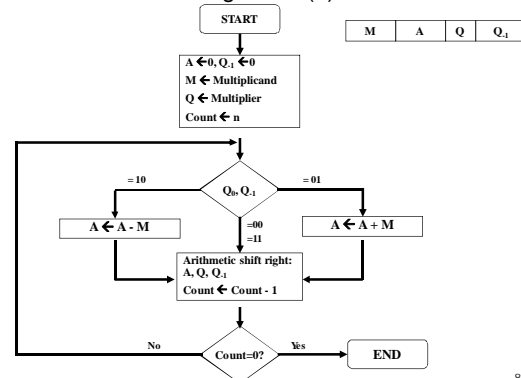 START
M A Q Q-1
A ←0, Q-1 ←0
M ← Multiplicand
Q ← Multiplier
Count ← n
= 10
Q0, Q-1
= 01
A ← A - M
=00
=11
A ← A + M
Arithmetic shift right:
A, Q, Q-1
Count ← Count - 1
No
Count=0?
Yes
END
8